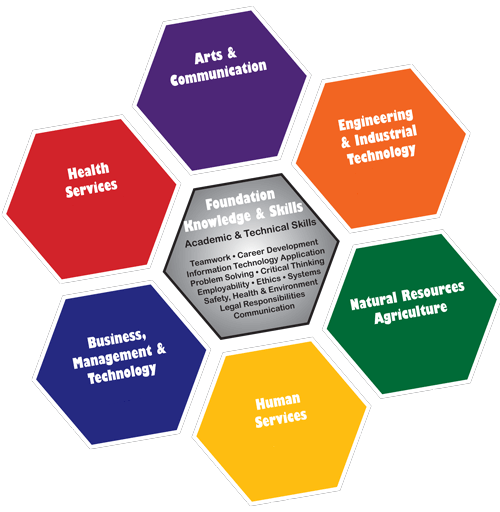 Arts &
Communication
Engineering
& Industrial
Technology
Health
Services
Foundation
Knowledge & Skills
Academic & Technical Skills
Teamwork • Career Development
Information Technology Application
Problem Solving • Critical Thinking
Employability • Ethics • Systems
Safety, Health & Environment
Legal Responsibilities
Communication
Natural Resources
Agriculture
Business,
Management &
Technology
Human
Services